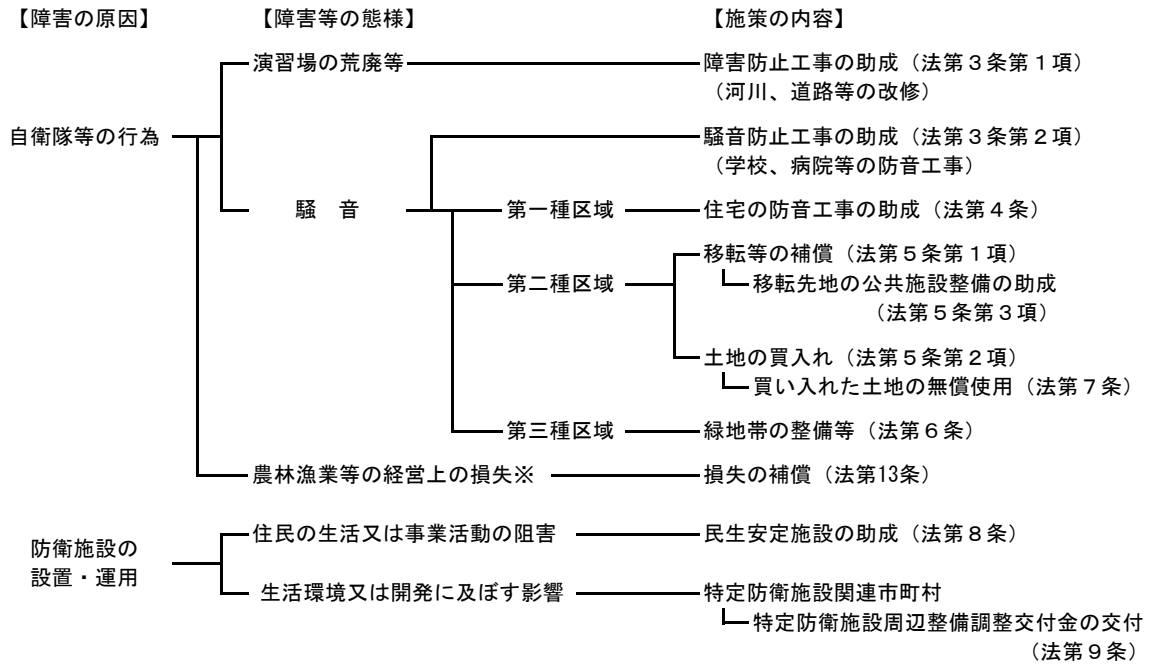 【障害の原因】 【障害等の態様】 【施策の内容】
演習場の荒廃等 障害防止工事の助成（法第３条第１項）
（河川、道路等の改修）
自衛隊等の行為 騒音防止工事の助成（法第３条第２項）
（学校、病院等の防音工事）
騒　音 第一種区域 住宅の防音工事の助成（法第４条）
移転等の補償（法第５条第１項）
第二種区域 移転先地の公共施設整備の助成
（法第５条第３項）
土地の買入れ（法第５条第２項）
買い入れた土地の無償使用（法第７条）
第三種区域 緑地帯の整備等（法第６条）
農林漁業等の経営上の損失※ 損失の補償（法第13条）
住民の生活又は事業活動の阻害 民生安定施設の助成（法第８条）
防衛施設の
設置・運用
生活環境又は開発に及ぼす影響 特定防衛施設関連市町村
特定防衛施設周辺整備調整交付金の交付
（法第９条）